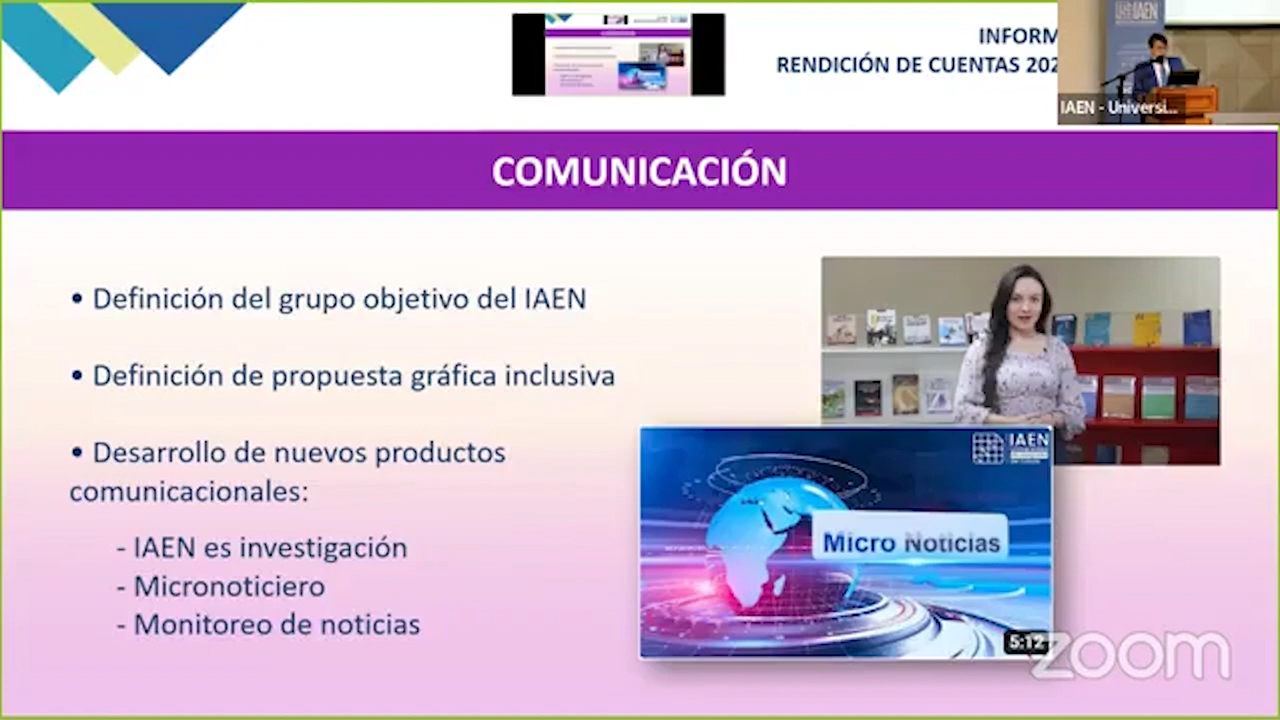 INFORM
RENDICIÓN DE CUENTAS 202
IAEN
IAEN - Universi...
COMUNICACIÓN
• Definición del grupo objetivo del IAEN
• Definición de propuesta gráfica inclusiva
• Desarrollo de nuevos productos
comunicacionales:
- IAEN es investigación
- Micronoticiero
- Monitoreo de noticias
IAEN
Micro Noticias
5:12
zoom